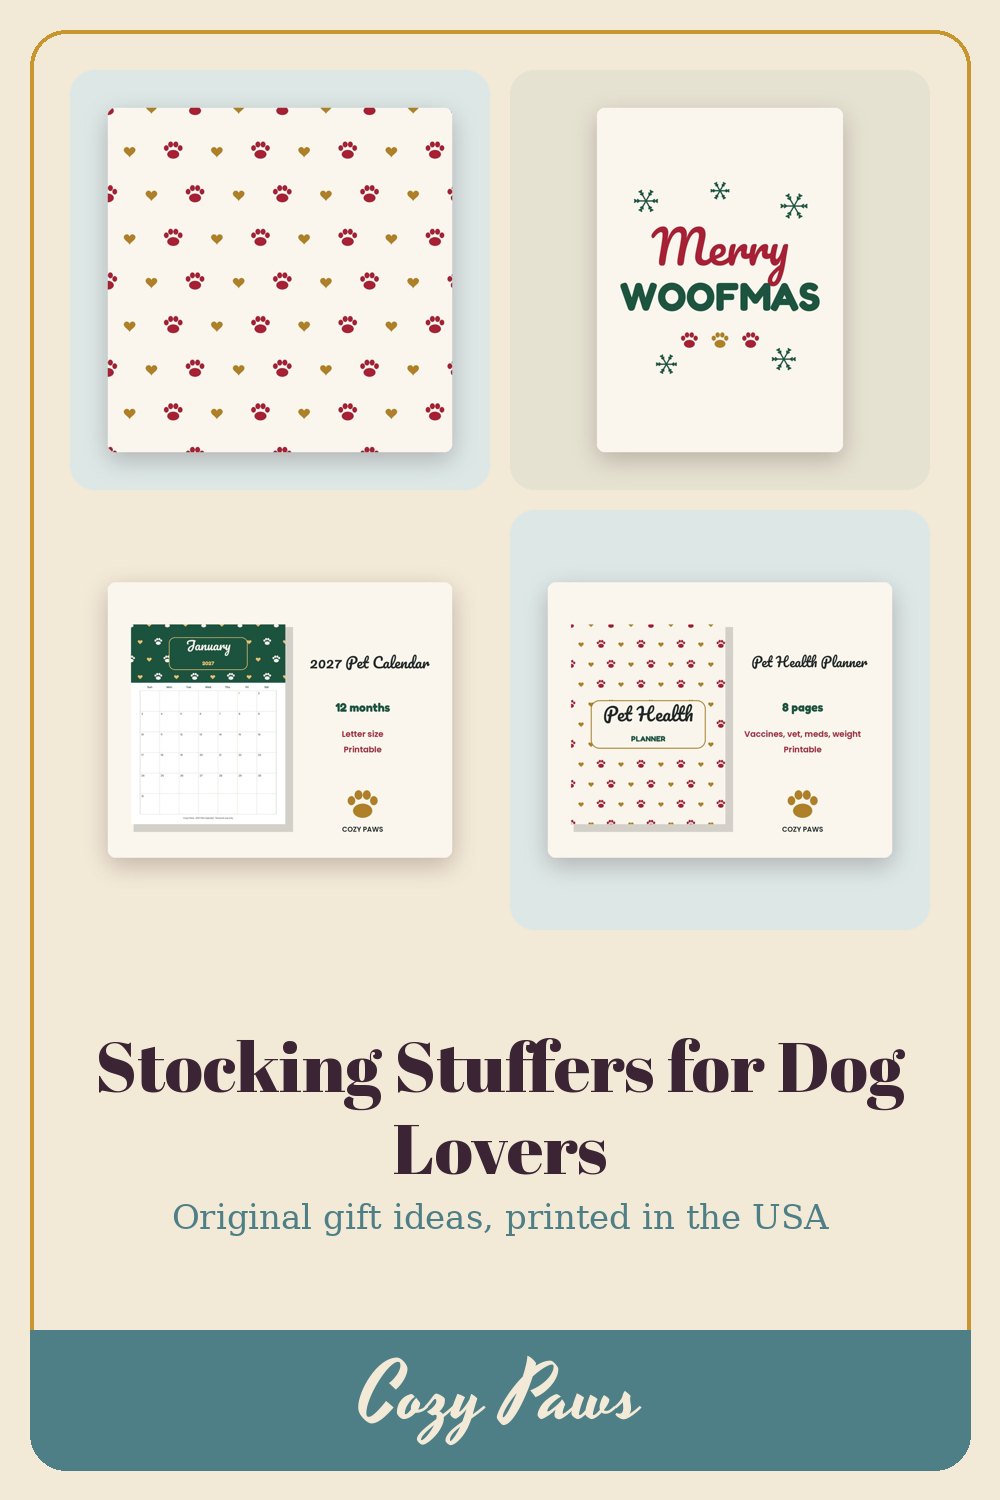 Merry
WOOFMAS
January
2027
2027 Pet Calendar
12 months
Letter size
Printable
COZY PAWS
Pet Health
PLANNER
Pet Health Planner
8 pages
Vaccines, vet, meds, weight
Printable
COZY PAWS
Stocking Stuffers for Dog
Lovers
Original gift ideas, printed in the USA
Cozy Paws